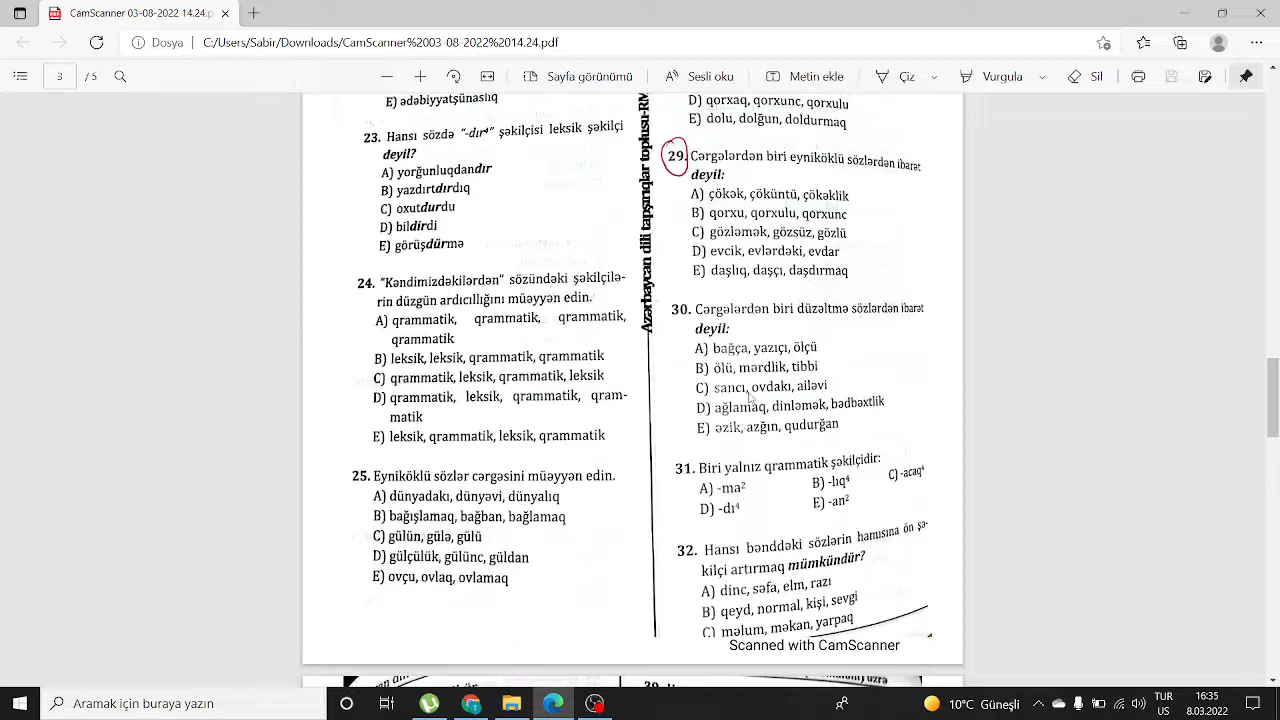 CamScanner 03-08-2022 14.24.p
Dosya
C:/Users/Sabir/Downloads/CamScanner%2003-08-2022%2014.24.pdf
3 / 5
Sayfa görünümü
Sesli oku
Metin ekle
Çiz
Vurgula
Sil
E) ədəbiyyatşünaslıq
23. Hansı sözdə “-dır⁴” şəkilçisi leksik şəkilçi
deyil?
A) yorğunluqdandır
B) yazdırtdırdıq
C) oxutdurdu
D) bildirdi
E) görüşdürmə
24. “Kəndimizdəkilərdən” sözündəki şəkilçilə-
rin düzgün ardıcıllığını müəyyən edin.
A) qrammatik, qrammatik, qrammatik,
qrammatik
B) leksik, leksik, qrammatik, qrammatik
C) qrammatik, leksik, qrammatik, leksik
D) qrammatik, leksik, qrammatik, qram-
matik
E) leksik, qrammatik, leksik, qrammatik
25. Eyniköklü sözlər cərgəsini müəyyən edin.
A) dünyadakı, dünyəvi, dünyalıq
B) bağışlamaq, bağban, bağlamaq
C) gülün, gülə, gülü
D) gülçülük, gülünc, güldan
E) ovçu, ovlaq, ovlamaq
Azərbaycan dili tapşırıqlar toplusu-RM
D) qorxaq, qorxunc, qorxulu
E) dolu, dolğun, doldurmaq
29. Cərgələrdən biri eyniköklü sözlərdən ibarət
deyil:
A) çökək, çöküntü, çökəklik
B) qorxu, qorxulu, qorxunc
C) gözləmək, gözsüz, gözlü
D) evcik, evlərdəki, evdar
E) daşlıq, daşçı, daşdırmaq
30. Cərgələrdən biri düzəltmə sözlərdən ibarət
deyil:
A) bağça, yazıçı, ölçü
B) ölü, mərdlik, tibbi
C) sancı, ovdakı, ailəvi
D) ağlamaq, dinləmək, bədbəxtlik
E) əzik, azğın, qudurğan
31. Biri yalnız qrammatik şəkilçidir:
A) -ma² B) -lıq⁴ C) -acaq⁴
D) -dı⁴ E) -an²
32. Hansı bənddəki sözlərin hamısına ön şə-
kilçi artırmaq mümkündür?
A) dinc, səfa, elm, razı
B) qeyd, normal, kişi, sevgi
C) məlum, məkan, yarpaq
Scanned with CamScanner
Aramak için buraya yazın
10°C Güneşli
TUR
US
16:35
8.03.2022